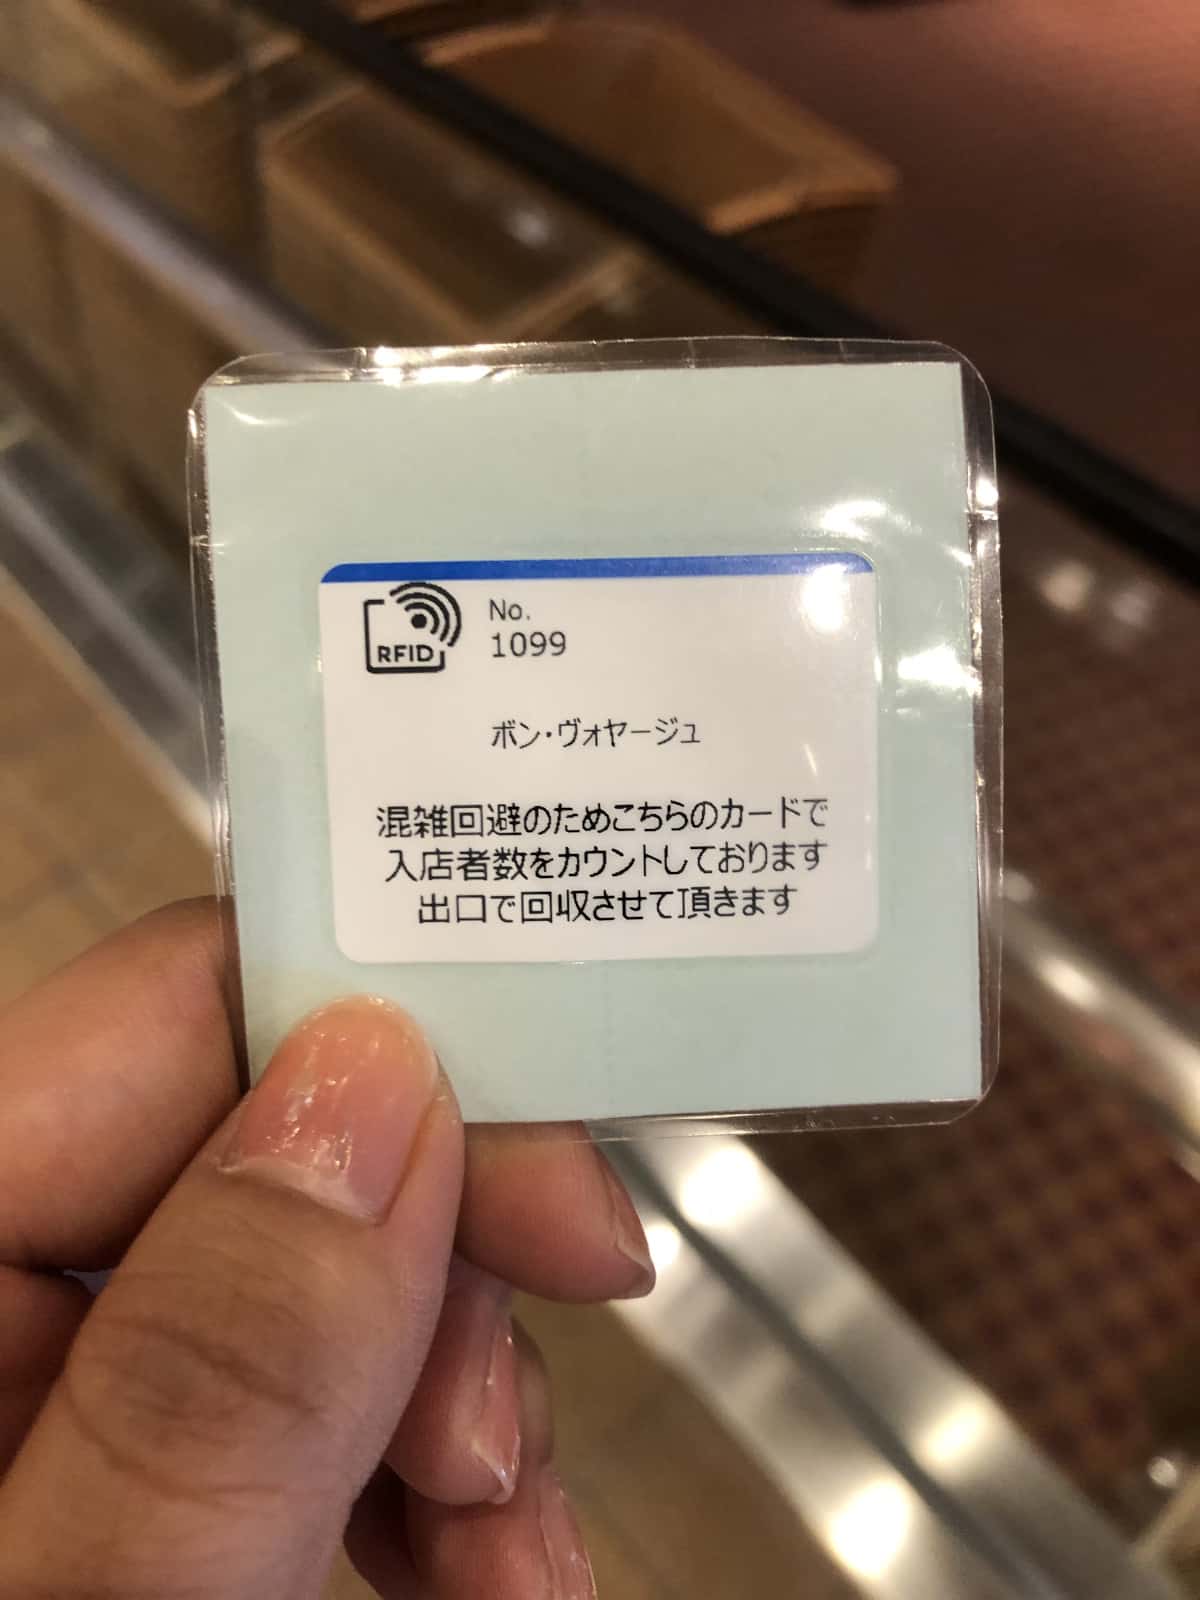 RFID
No.
1099
ボン・ヴォヤージュ
混雑回避のためこちらのカードで
入店者数をカウントしております
出口で回収させて頂きます